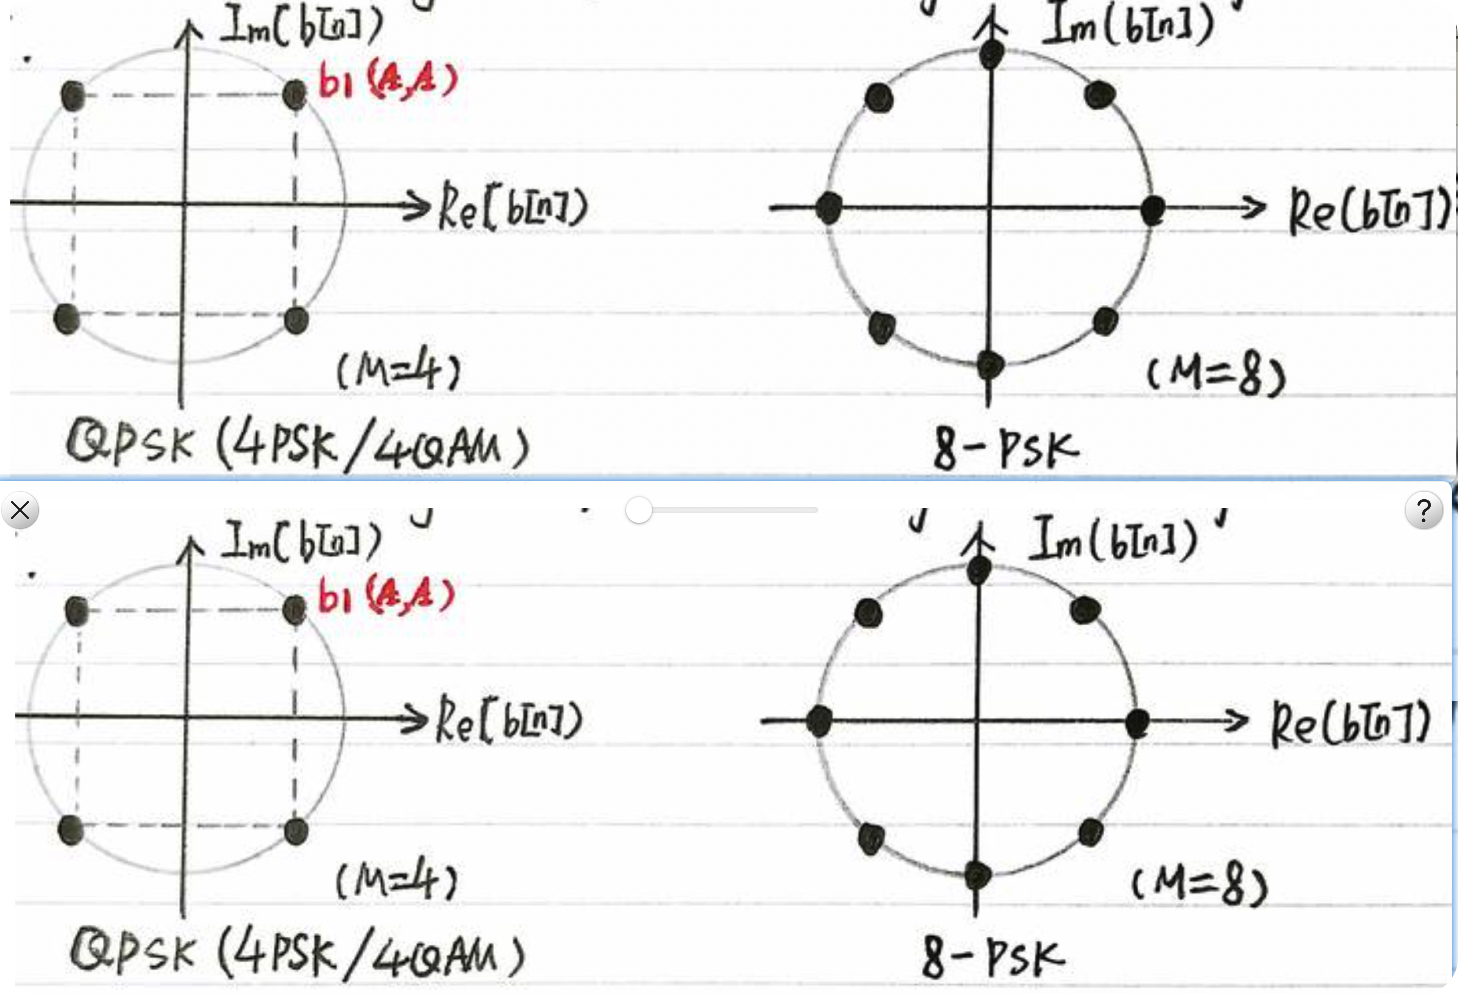 Im(b[n])
b1 (A,A)
Re[b[n])
(M=4)
QPSK (4PSK/4QAM)
Im(b[n])
Re(b[n])
(M=8)
8-PSK
?
Im(b[n])
b1 (A,A)
Re[b[n])
(M=4)
QPSK (4PSK/4QAM)
Im(b[n])
Re(b[n])
(M=8)
8-PSK